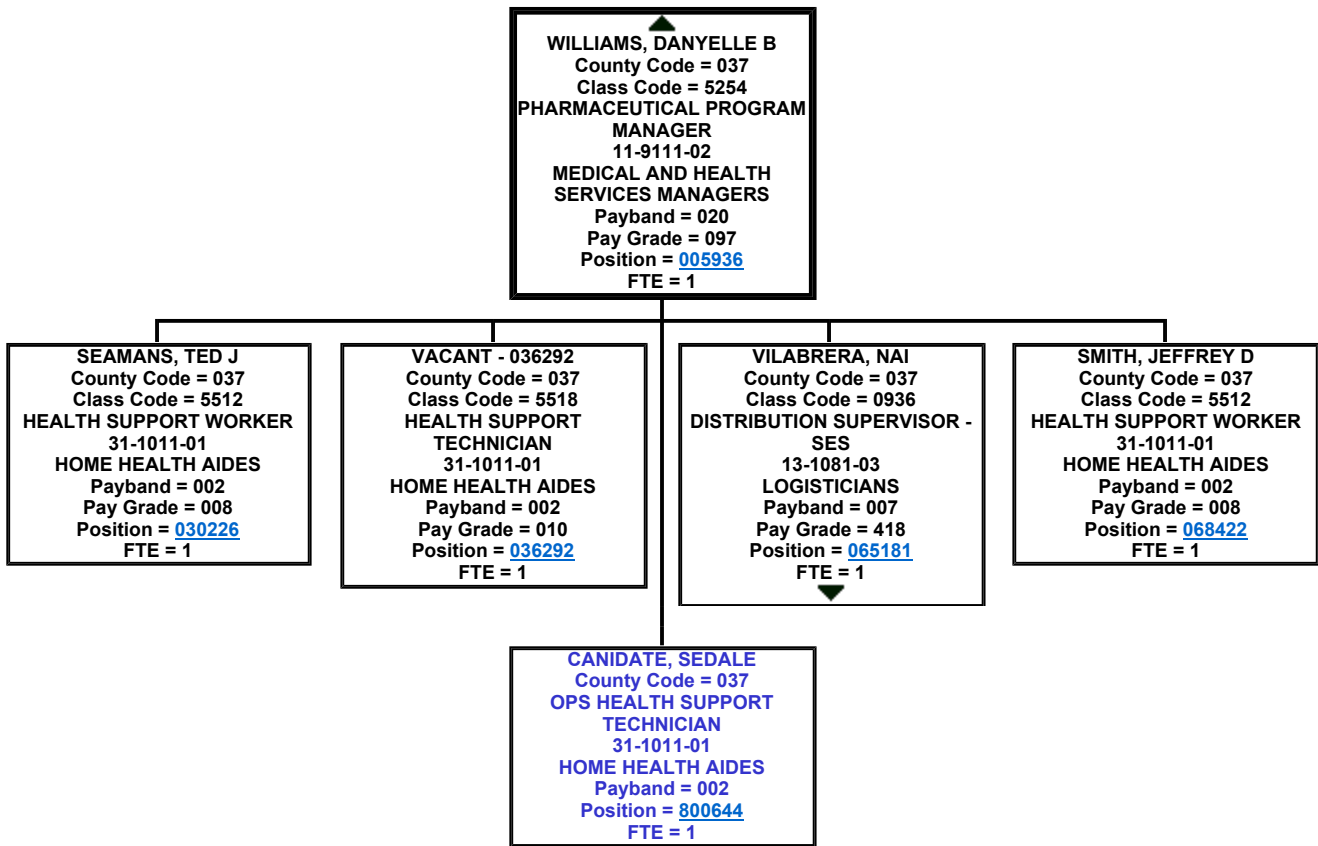 WILLIAMS, DANYELLE B
County Code = 037
Class Code = 5254
PHARMACEUTICAL PROGRAM
MANAGER
11-9111-02
MEDICAL AND HEALTH
SERVICES MANAGERS
Payband = 020
Pay Grade = 097
Position = 005936
FTE = 1
SEAMANS, TED J
County Code = 037
Class Code = 5512
HEALTH SUPPORT WORKER
31-1011-01
HOME HEALTH AIDES
Payband = 002
Pay Grade = 008
Position = 030226
FTE = 1
VACANT - 036292
County Code = 037
Class Code = 5518
HEALTH SUPPORT
TECHNICIAN
31-1011-01
HOME HEALTH AIDES
Payband = 002
Pay Grade = 010
Position = 036292
FTE = 1
VILABRERA, NAI
County Code = 037
Class Code = 0936
DISTRIBUTION SUPERVISOR -
SES
13-1081-03
LOGISTICIANS
Payband = 007
Pay Grade = 418
Position = 065181
FTE = 1
SMITH, JEFFREY D
County Code = 037
Class Code = 5512
HEALTH SUPPORT WORKER
31-1011-01
HOME HEALTH AIDES
Payband = 002
Pay Grade = 008
Position = 068422
FTE = 1
CANIDATE, SEDALE
County Code = 037
OPS HEALTH SUPPORT
TECHNICIAN
31-1011-01
HOME HEALTH AIDES
Payband = 002
Position = 800644
FTE = 1